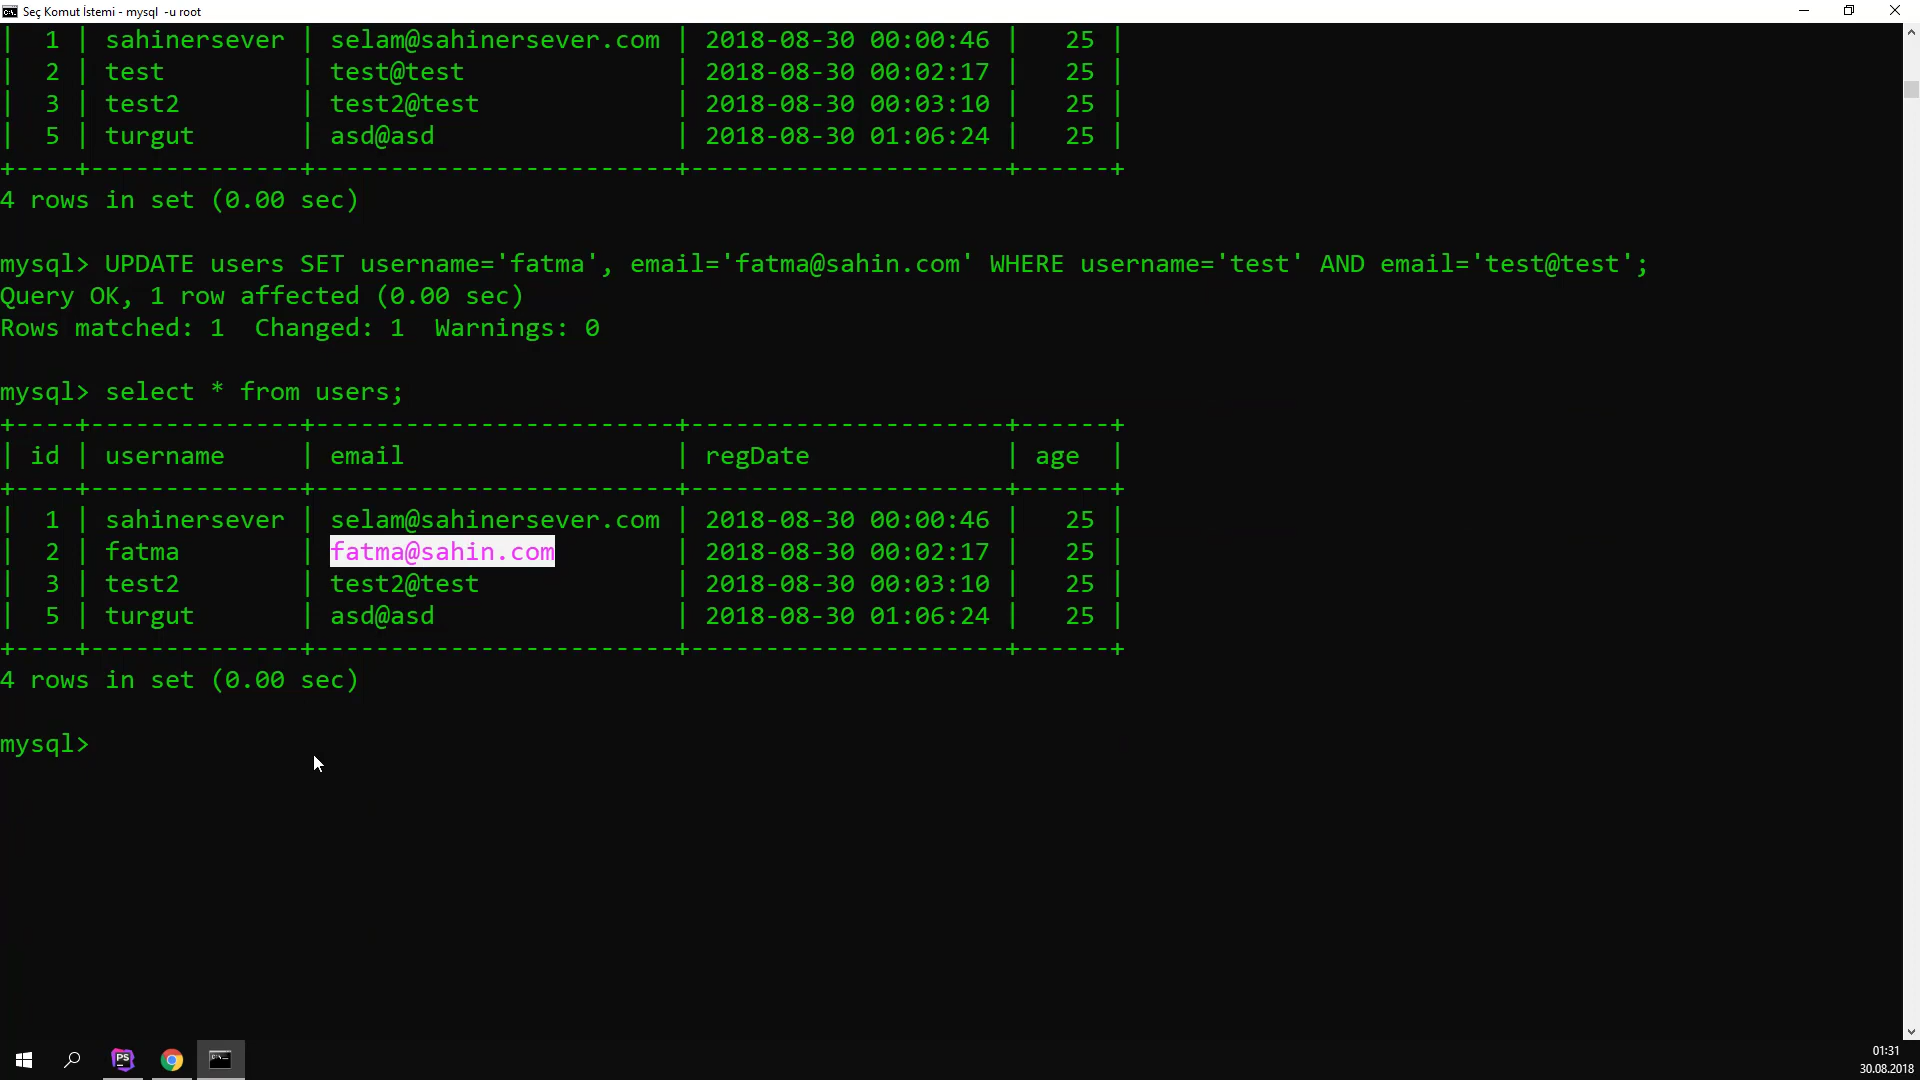 Seç Komut İstemi - mysql  -u root
|  1 | sahinersever | selam@sahinersever.com | 2018-08-30 00:00:46 |   25 |
|  2 | test         | test@test              | 2018-08-30 00:02:17 |   25 |
|  3 | test2        | test2@test             | 2018-08-30 00:03:10 |   25 |
|  5 | turgut       | asd@asd                | 2018-08-30 01:06:24 |   25 |
+----+--------------+------------------------+---------------------+------+
4 rows in set (0.00 sec)
mysql> UPDATE users SET username='fatma', email='fatma@sahin.com' WHERE username='test' AND email='test@test';
Query OK, 1 row affected (0.00 sec)
Rows matched: 1  Changed: 1  Warnings: 0
mysql> select * from users;
+----+--------------+------------------------+---------------------+------+
| id | username     | email                  | regDate             | age  |
+----+--------------+------------------------+---------------------+------+
|  1 | sahinersever | selam@sahinersever.com | 2018-08-30 00:00:46 |   25 |
|  2 | fatma        | fatma@sahin.com        | 2018-08-30 00:02:17 |   25 |
|  3 | test2        | test2@test             | 2018-08-30 00:03:10 |   25 |
|  5 | turgut       | asd@asd                | 2018-08-30 01:06:24 |   25 |
+----+--------------+------------------------+---------------------+------+
4 rows in set (0.00 sec)
mysql>
PS
01:31
30.08.2018